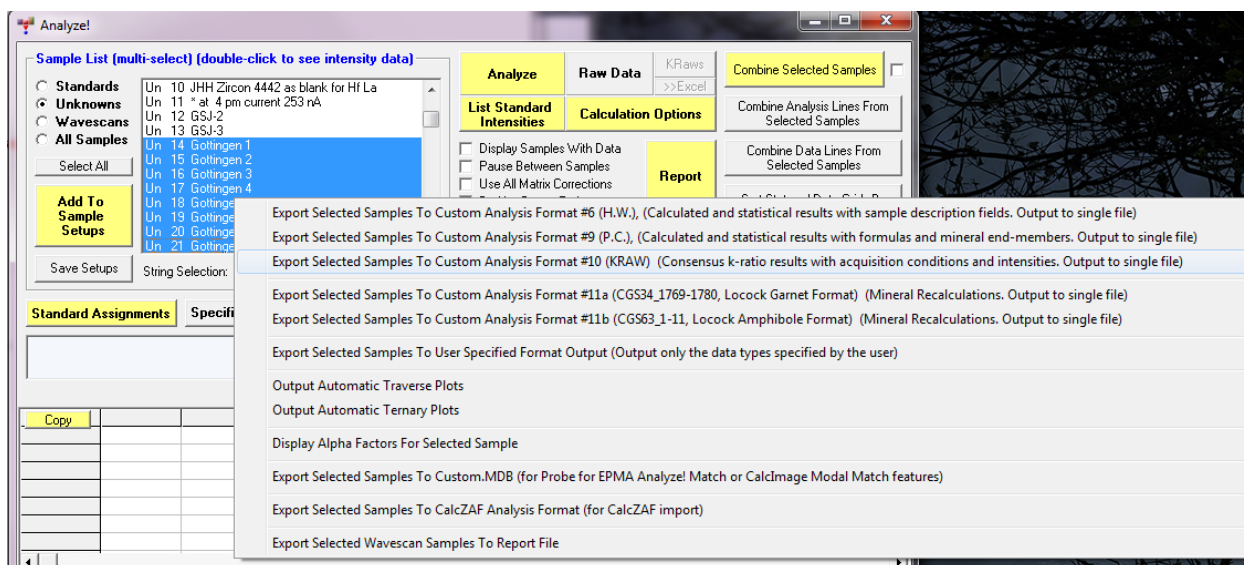 Analyze!
Sample List (multi-select) (double-click to see intensity data)
Standards
Unknowns
Wavescans
All Samples
Select All
Add To
Sample
Setups
Save Setups
Un 10 JHH Zircon 4442 as blank for Hf La
Un 11 * at 4 pm current 253 nA
Un 12 GSJ-2
Un 13 GSJ-3
Un 14 Gottingen 1
Un 15 Gottingen 2
Un 16 Gottingen 3
Un 17 Gottingen 4
Un 18 Gottinge
Un 19 Gottinge
Un 20 Gottinge
Un 21 Gottinge
String Selection:
Analyze
Raw Data
KRaws
>>Excel
List Standard
Intensities
Calculation Options
Display Samples With Data
Pause Between Samples
Use All Matrix Corrections
Report
Combine Selected Samples
Combine Analysis Lines From
Selected Samples
Combine Data Lines From
Selected Samples
Standard Assignments
Specifi
Copy
Export Selected Samples To Custom Analysis Format #6 (H.W.), (Calculated and statistical results with sample description fields. Output to single file)
Export Selected Samples To Custom Analysis Format #9 (P.C.), (Calculated and statistical results with formulas and mineral end-members. Output to single file)
Export Selected Samples To Custom Analysis Format #10 (KRAW) (Consensus k-ratio results with acquisition conditions and intensities. Output to single file)
Export Selected Samples To Custom Analysis Format #11a (CGS34_1769-1780, Locock Garnet Format) (Mineral Recalculations. Output to single file)
Export Selected Samples To Custom Analysis Format #11b (CGS63_1-11, Locock Amphibole Format) (Mineral Recalculations. Output to single file)
Export Selected Samples To User Specified Format Output (Output only the data types specified by the user)
Output Automatic Traverse Plots
Output Automatic Ternary Plots
Display Alpha Factors For Selected Sample
Export Selected Samples To Custom.MDB (for Probe for EPMA Analyze! Match or CalcImage Modal Match features)
Export Selected Samples To CalcZAF Analysis Format (for CalcZAF import)
Export Selected Wavescan Samples To Report File